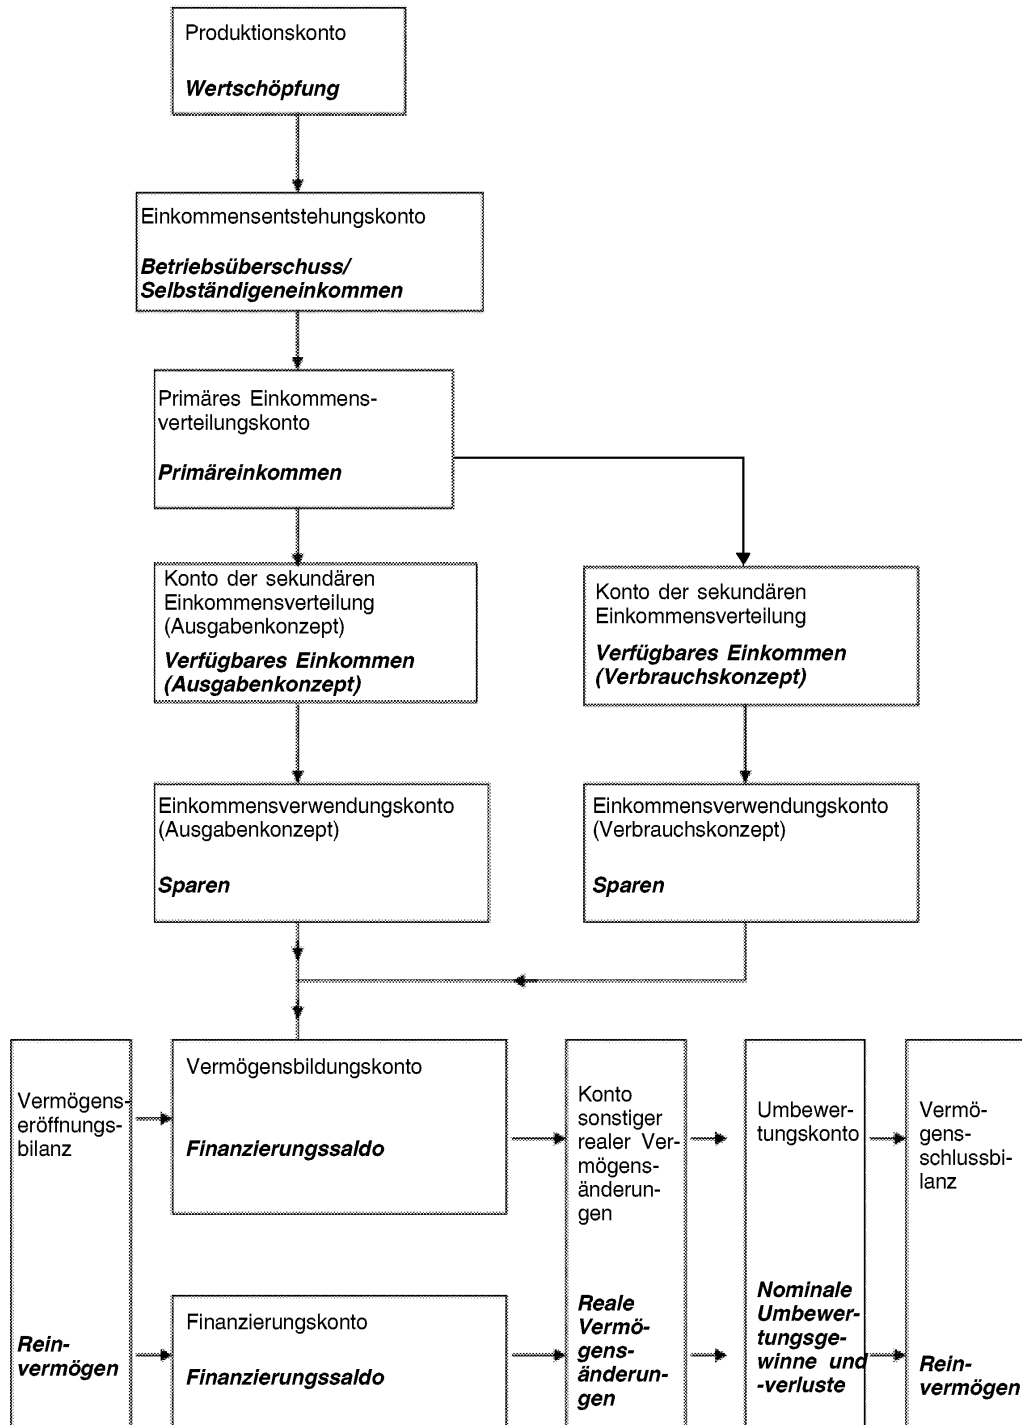 Produktionskonto
Wertschöpfung
Einkommensentstehungskonto
Betriebsüberschuss/
Selbständigeneinkommen
Primäres Einkommens-
verteilungskonto
Primäreinkommen
Konto der sekundären
Einkommensverteilung
(Ausgabenkonzept)
Verfügbares Einkommen
(Ausgabenkonzept)
Konto der sekundären
Einkommensverteilung
Verfügbares Einkommen
(Verbrauchskonzept)
Einkommensverwendungskonto
(Ausgabenkonzept)
Sparen
Einkommensverwendungskonto
(Verbrauchskonzept)
Sparen
Vermögens-
eröffnungs-
bilanz
Rein-
vermögen
Vermögensbildungskonto
Finanzierungssaldo
Finanzierungskonto
Finanzierungssaldo
Konto
sonstiger
realer Ver-
mögens-
änderun-
gen
Reale
Vermö-
gens-
änderun-
gen
Umbewer-
tungskonto
Nominale
Umbewer-
tungsge-
winne und
-verluste
Vermö-
gens-
schlussbi-
lanz
Rein-
vermögen